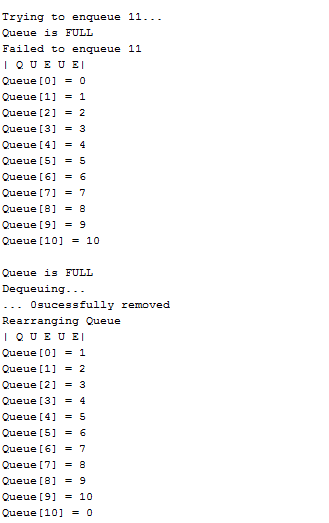 Trying to enqueue 11...
Queue is FULL
Failed to enqueue 11
| Q U E U E|
Queue[0] = 0
Queue[1] = 1
Queue[2] = 2
Queue[3] = 3
Queue[4] = 4
Queue[5] = 5
Queue[6] = 6
Queue[7] = 7
Queue[8] = 8
Queue[9] = 9
Queue[10] = 10
Queue is FULL
Dequeuing...
... 0sucessfully removed
Rearranging Queue
| Q U E U E|
Queue[0] = 1
Queue[1] = 2
Queue[2] = 3
Queue[3] = 4
Queue[4] = 5
Queue[5] = 6
Queue[6] = 7
Queue[7] = 8
Queue[8] = 9
Queue[9] = 10
Queue[10] = 0